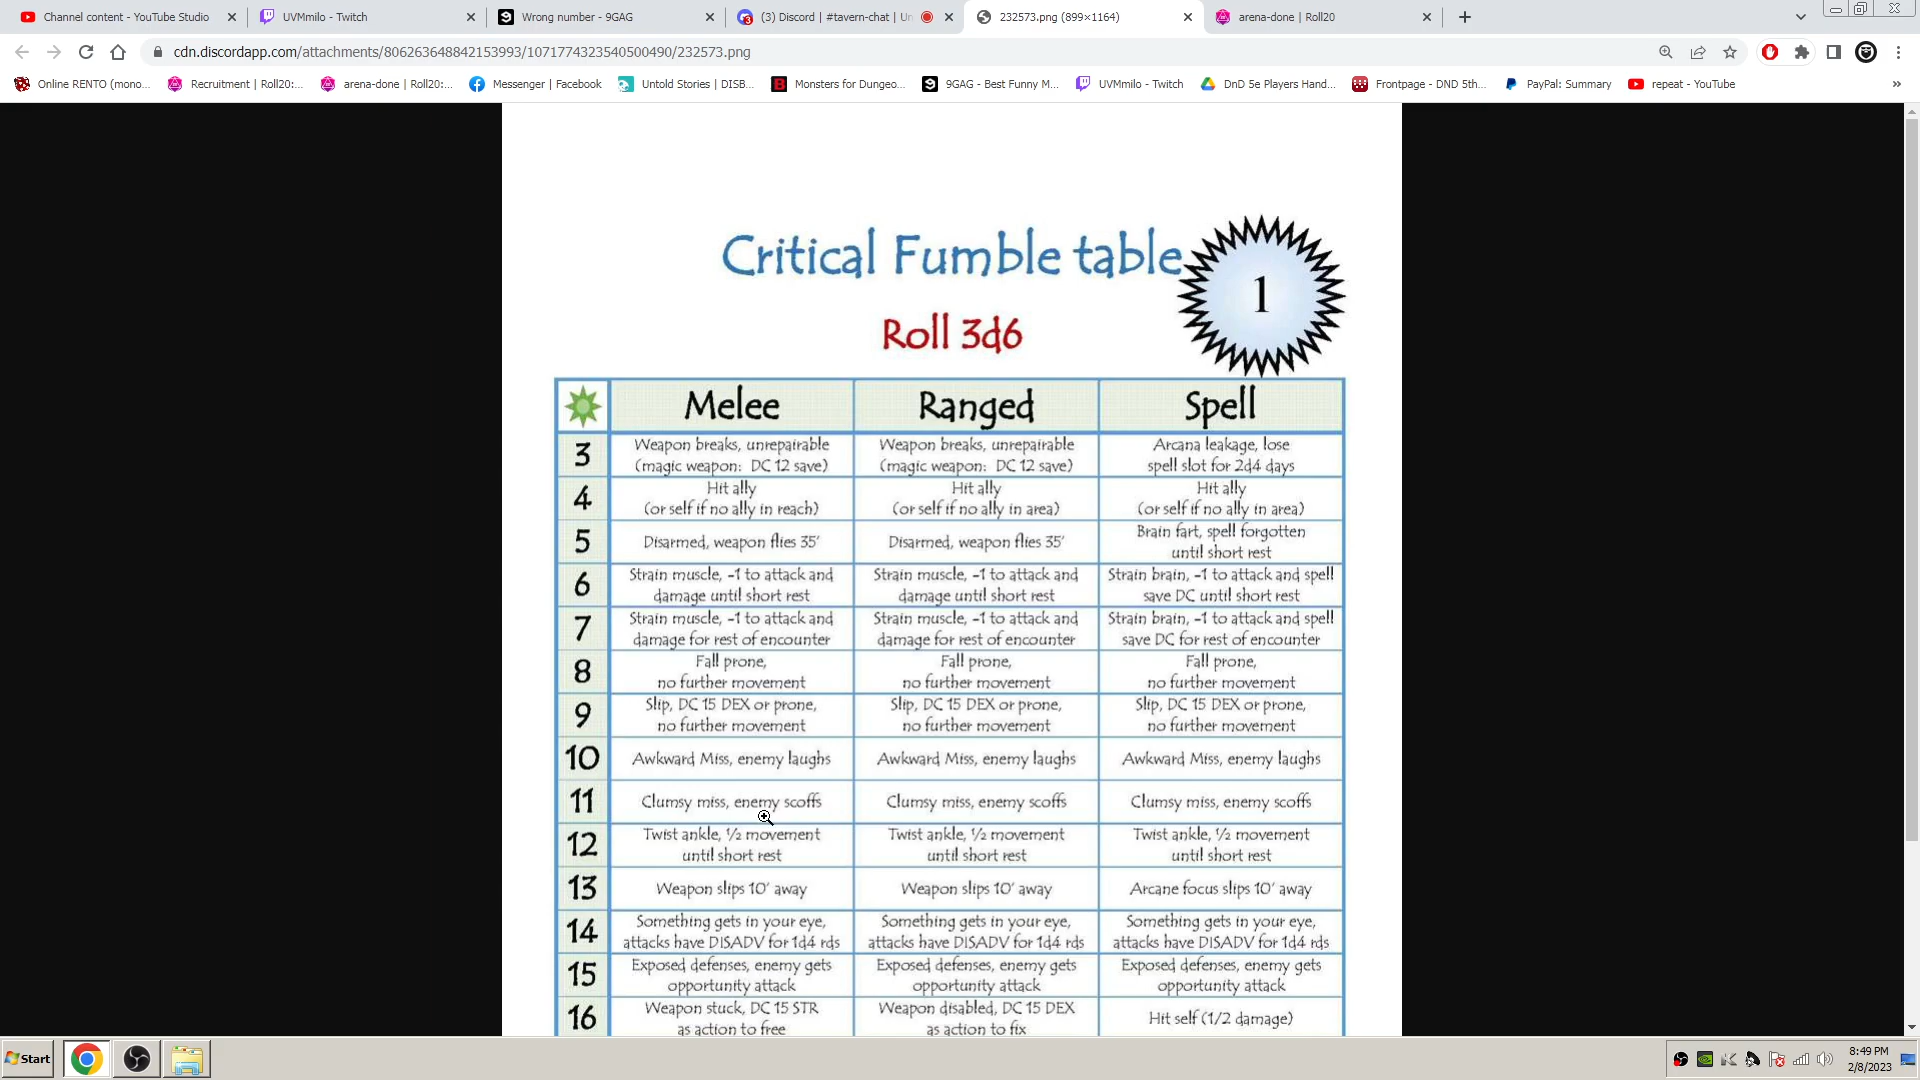 Channel content - YouTube Studio
UVMmilo - Twitch
Wrong number - 9GAG
(3) Discord | #tavern-chat | Un
232573.png (899×1164)
arena-done | Roll20
cdn.discordapp.com/attachments/806263648842153993/1071774323540500490/232573.png
Online RENTO (mono...
Recruitment | Roll20:...
arena-done | Roll20:...
Messenger | Facebook
Untold Stories | DISB...
Monsters for Dungeo...
9GAG - Best Funny M...
UVMmilo - Twitch
DnD 5e Players Hand...
Frontpage - DND 5th...
PayPal: Summary
repeat - YouTube
»
Critical Fumble table
1
Roll 3d6
Melee Ranged Spell
3
Weapon breaks, unrepairable
(magic weapon: DC 12 save)
Weapon breaks, unrepairable
(magic weapon: DC 12 save)
Arcana leakage, lose
spell slot for 2d4 days
4
Hit ally
(or self if no ally in reach)
Hit ally
(or self if no ally in area)
Hit ally
(or self if no ally in area)
5
Disarmed, weapon flies 35'
Disarmed, weapon flies 35'
Brain fart, spell forgotten
until short rest
6
Strain muscle, -1 to attack and
damage until short rest
Strain muscle, -1 to attack and
damage until short rest
Strain brain, -1 to attack and spell
save DC until short rest
7
Strain muscle, -1 to attack and
damage for rest of encounter
Strain muscle, -1 to attack and
damage for rest of encounter
Strain brain, -1 to attack and spell
save DC for rest of encounter
8
Fall prone,
no further movement
Fall prone,
no further movement
Fall prone,
no further movement
9
Slip, DC 15 DEX or prone,
no further movement
Slip, DC 15 DEX or prone,
no further movement
Slip, DC 15 DEX or prone,
no further movement
10
Awkward Miss, enemy laughs
Awkward Miss, enemy laughs
Awkward Miss, enemy laughs
11
Clumsy miss, enemy scoffs
Clumsy miss, enemy scoffs
Clumsy miss, enemy scoffs
12
Twist ankle, ½ movement
until short rest
Twist ankle, ½ movement
until short rest
Twist ankle, ½ movement
until short rest
13
Weapon slips 10' away
Weapon slips 10' away
Arcane focus slips 10' away
14
Something gets in your eye,
attacks have DISADV for 1d4 rds
Something gets in your eye,
attacks have DISADV for 1d4 rds
Something gets in your eye,
attacks have DISADV for 1d4 rds
15
Exposed defenses, enemy gets
opportunity attack
Exposed defenses, enemy gets
opportunity attack
Exposed defenses, enemy gets
opportunity attack
16
Weapon stuck, DC 15 STR
as action to free
Weapon disabled, DC 15 DEX
as action to fix
Hit self (1/2 damage)
Start
8:49 PM
2/8/2023